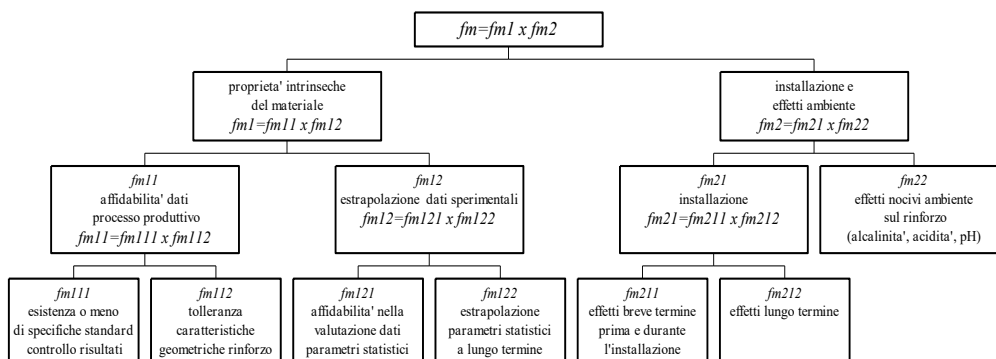 fm=fm1 x fm2
proprieta' intrinseche
del materiale
fm1=fm11 x fm12
installazione e
effetti ambiente
fm2=fm21 x fm22
fm11
affidabilita' dati
processo produttivo
fm11=fm111 x fm112
fm12
estrapolazione dati sperimentali
fm12=fm121 x fm122
fm21
installazione
fm21=fm211 x fm212
fm22
effetti nocivi ambiente
sul rinforzo
(alcalinita', acidita', pH)
fm111
esistenza o meno
di specifiche standard
controllo risultati
fm112
tolleranza
caratteristiche
geometriche rinforzo
fm121
affidabilita' nella
valutazione dati
parametri statistici
fm122
estrapolazione
parametri statistici
a lungo termine
fm211
effetti breve termine
prima e durante
l'installazione
fm212
effetti lungo termine